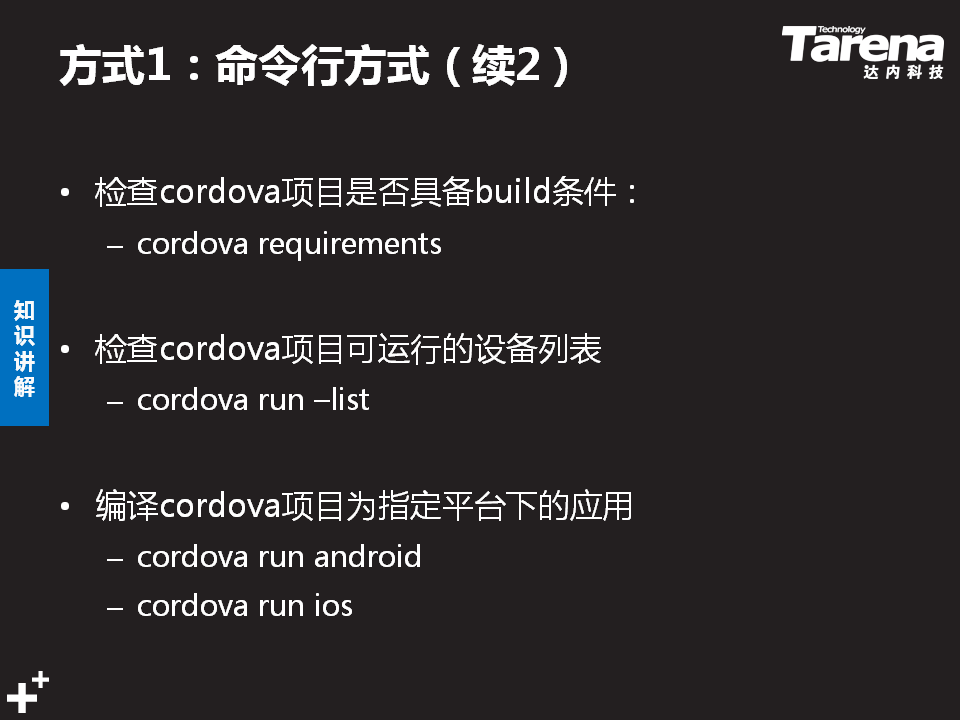 方式1：命令行方式（续2）
Technology
Tarena
达内科技
• 检查cordova项目是否具备build条件：
– cordova requirements
知识讲解
• 检查cordova项目可运行的设备列表
– cordova run –list
• 编译cordova项目为指定平台下的应用
– cordova run android
– cordova run ios